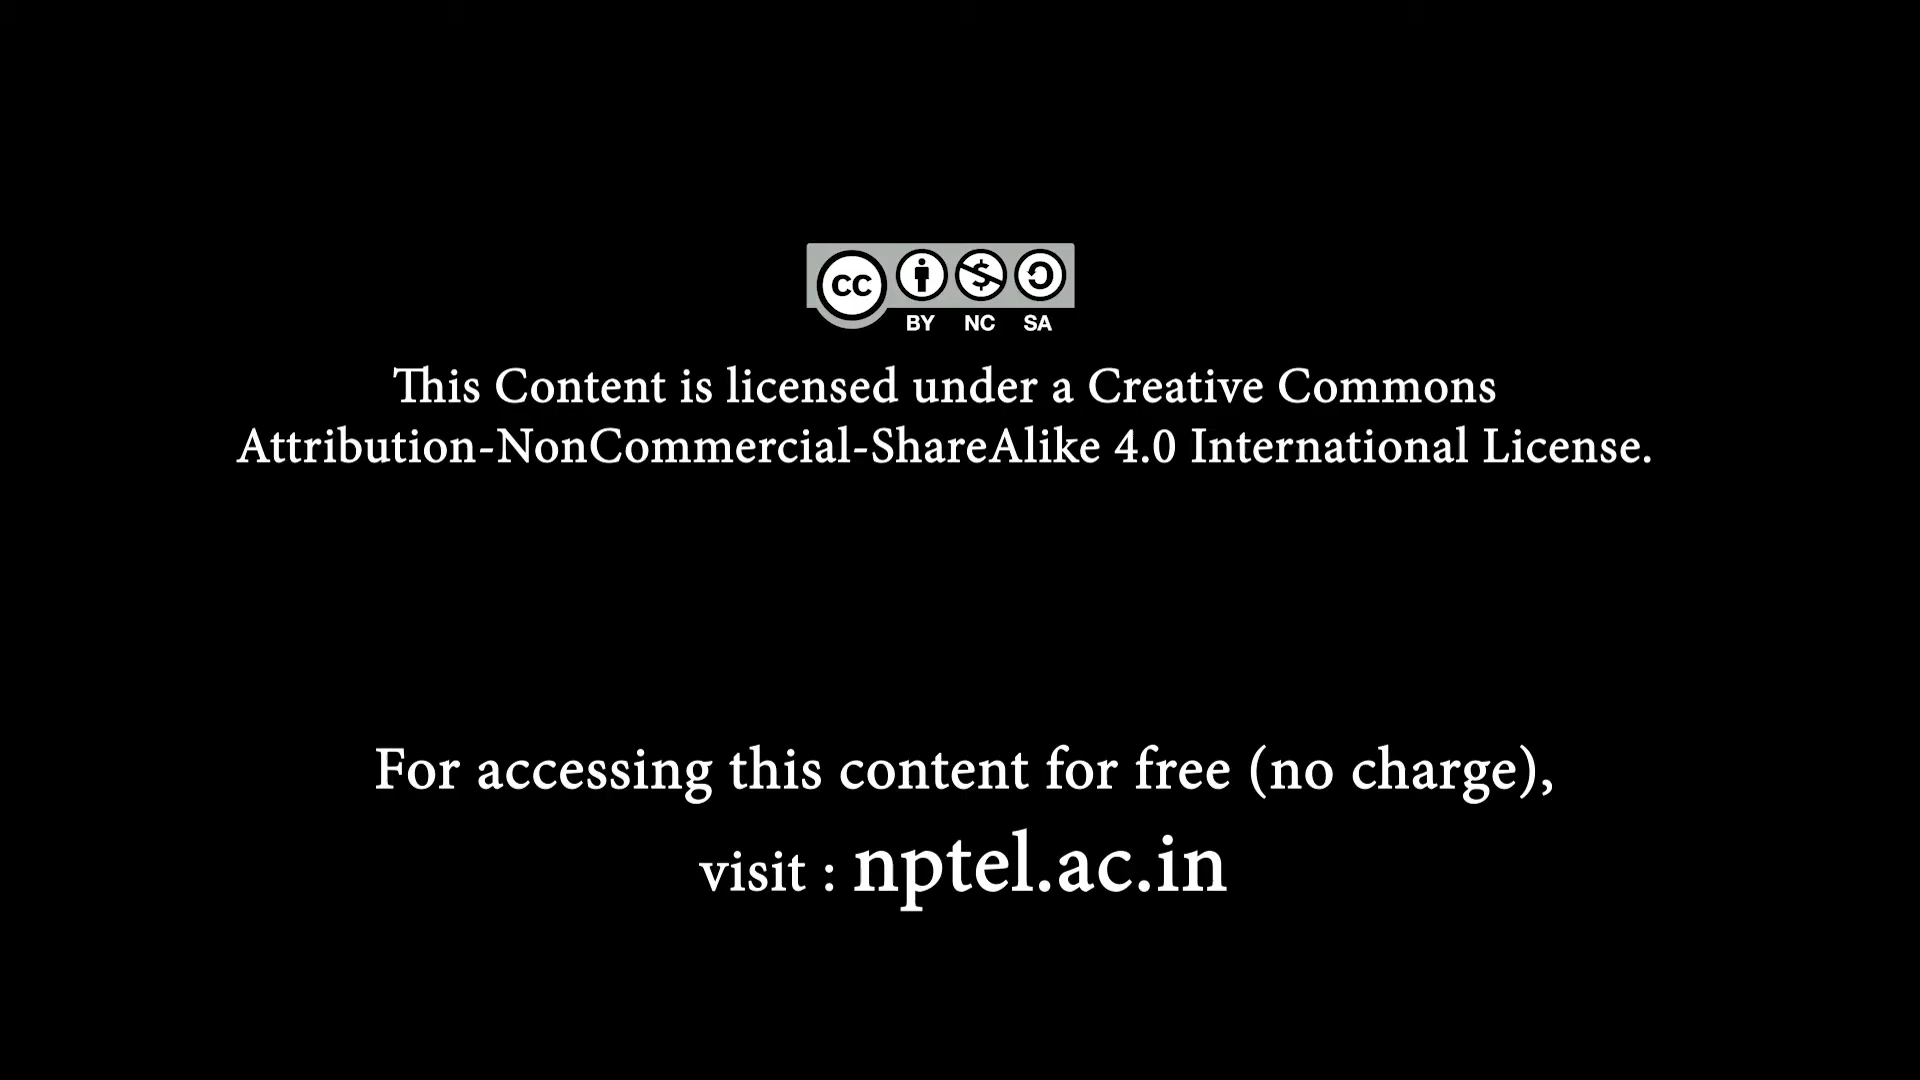 cc
BY NC SA
This Content is licensed under a Creative Commons
Attribution-NonCommercial-ShareAlike 4.0 International License.
For accessing this content for free (no charge),
visit : nptel.ac.in